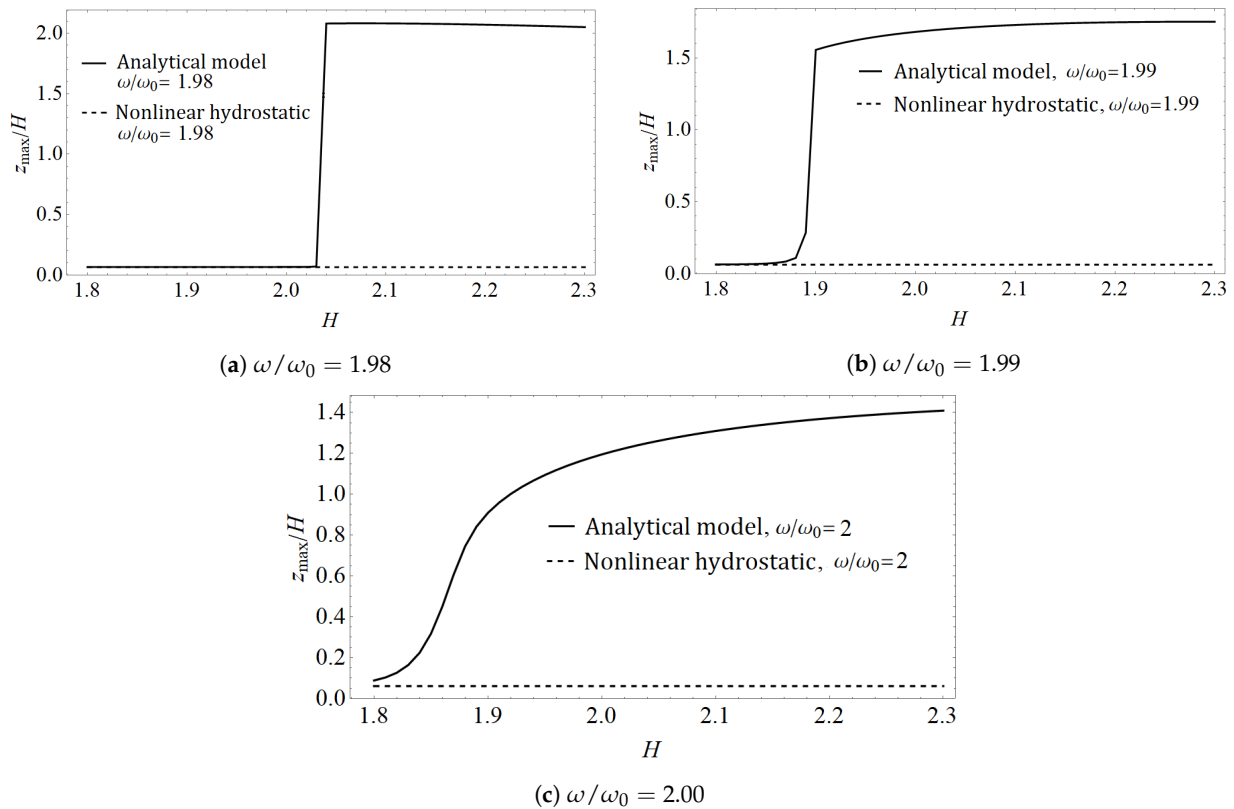 2.0
1.5
1.0
0.5
0.0
z_max/H
Analytical model
ω/ω₀= 1.98
Nonlinear hydrostatic
ω/ω₀= 1.98
1.8 1.9 2.0 2.1 2.2 2.3
H
(a) ω/ω₀ = 1.98
1.5
1.0
0.5
0.0
z_max/H
Analytical model, ω/ω₀=1.99
Nonlinear hydrostatic, ω/ω₀=1.99
1.8 1.9 2.0 2.1 2.2 2.3
H
(b) ω/ω₀ = 1.99
1.4
1.2
1.0
0.8
0.6
0.4
0.2
0.0
z_max/H
Analytical model, ω/ω₀= 2
Nonlinear hydrostatic, ω/ω₀=2
1.8 1.9 2.0 2.1 2.2 2.3
H
(c) ω/ω₀ = 2.00